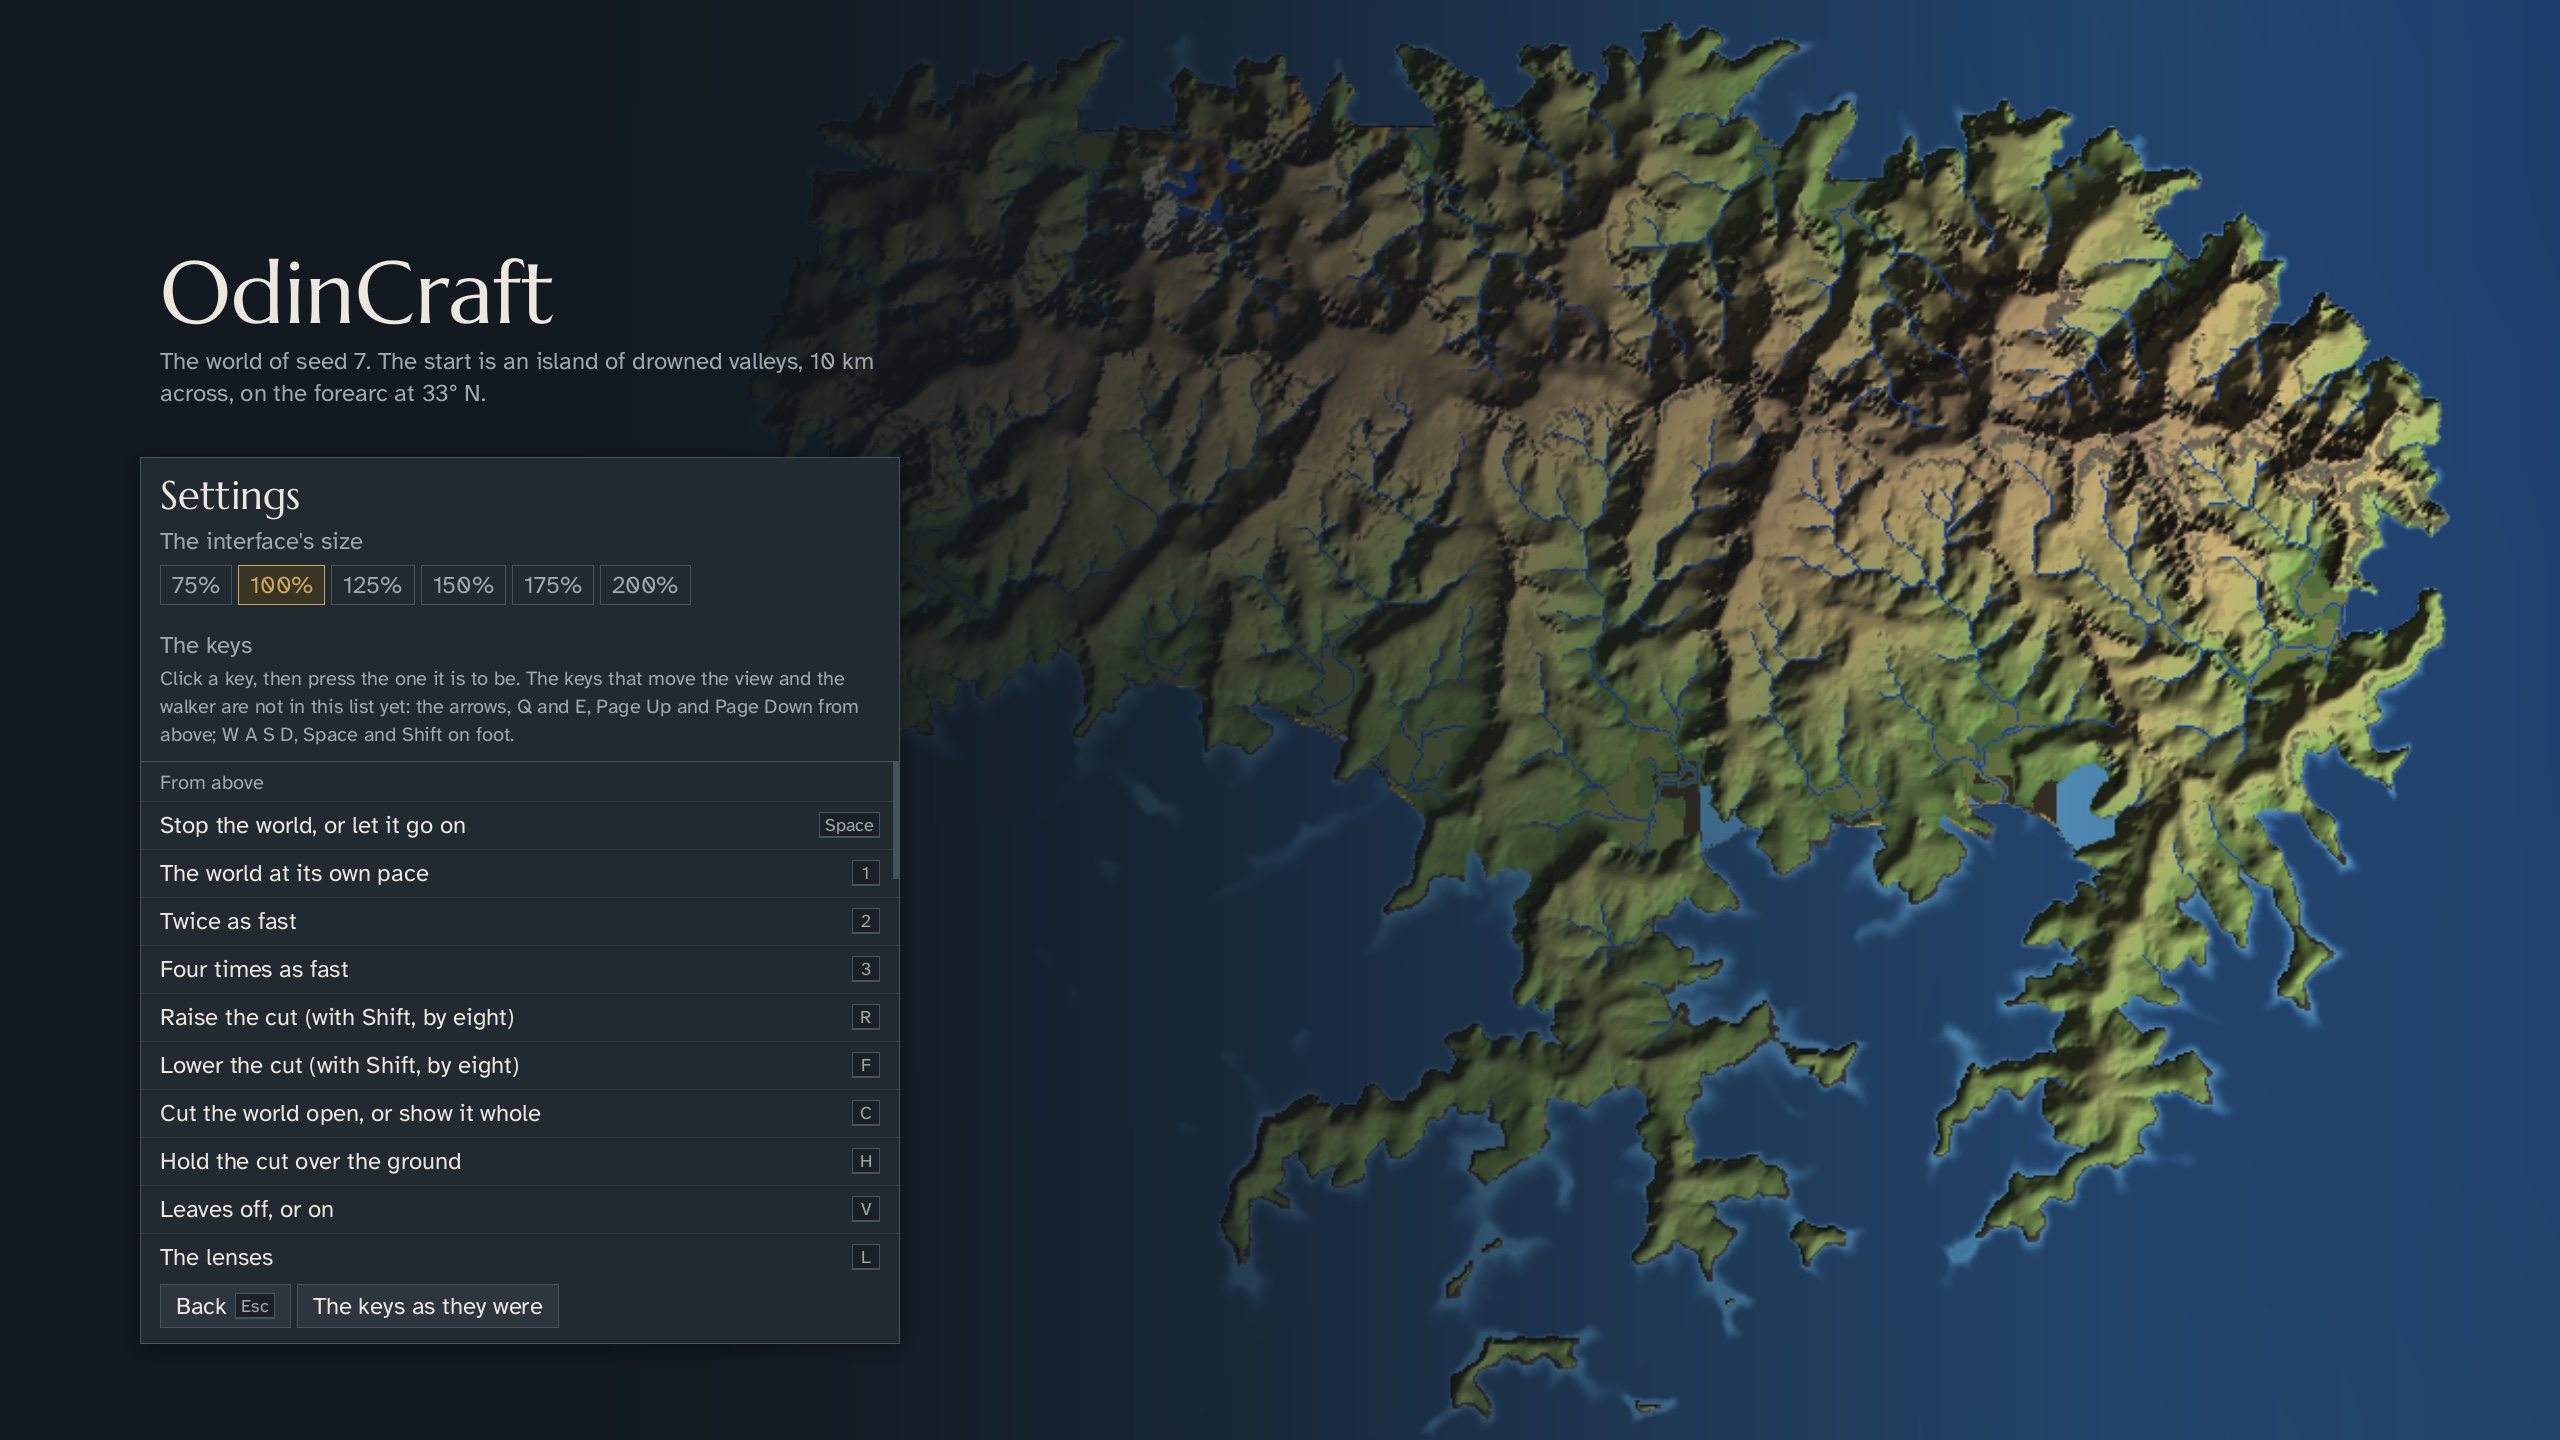 OdinCraft
The world of seed 7. The start is an island of drowned valleys, 10 km
across, on the forearc at 33° N.
Settings
The interface's size
75% 100% 125% 150% 175% 200%
The keys
Click a key, then press the one it is to be. The keys that move the view and the
walker are not in this list yet: the arrows, Q and E, Page Up and Page Down from
above; W A S D, Space and Shift on foot.
From above
Stop the world, or let it go on Space
The world at its own pace 1
Twice as fast 2
Four times as fast 3
Raise the cut (with Shift, by eight) R
Lower the cut (with Shift, by eight) F
Cut the world open, or show it whole C
Hold the cut over the ground H
Leaves off, or on V
The lenses L
Back Esc The keys as they were